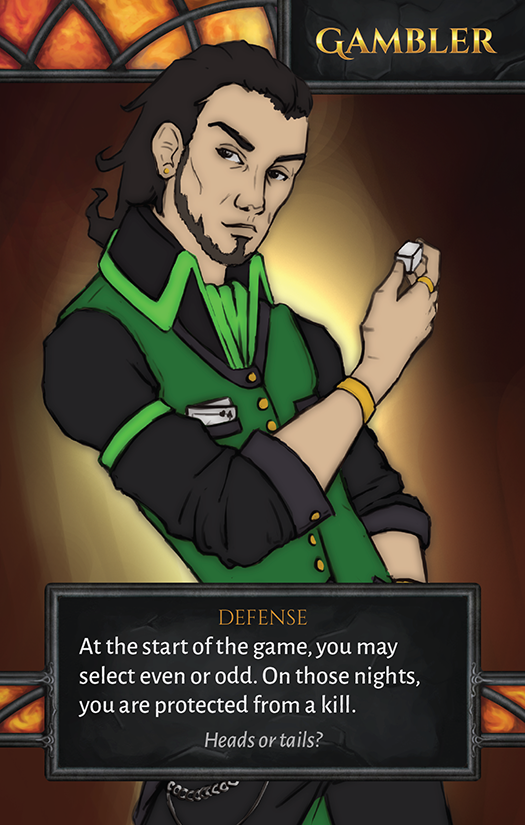 GAMBLER
DEFENSE
At the start of the game, you may
select even or odd. On those nights,
you are protected from a kill.
Heads or tails?